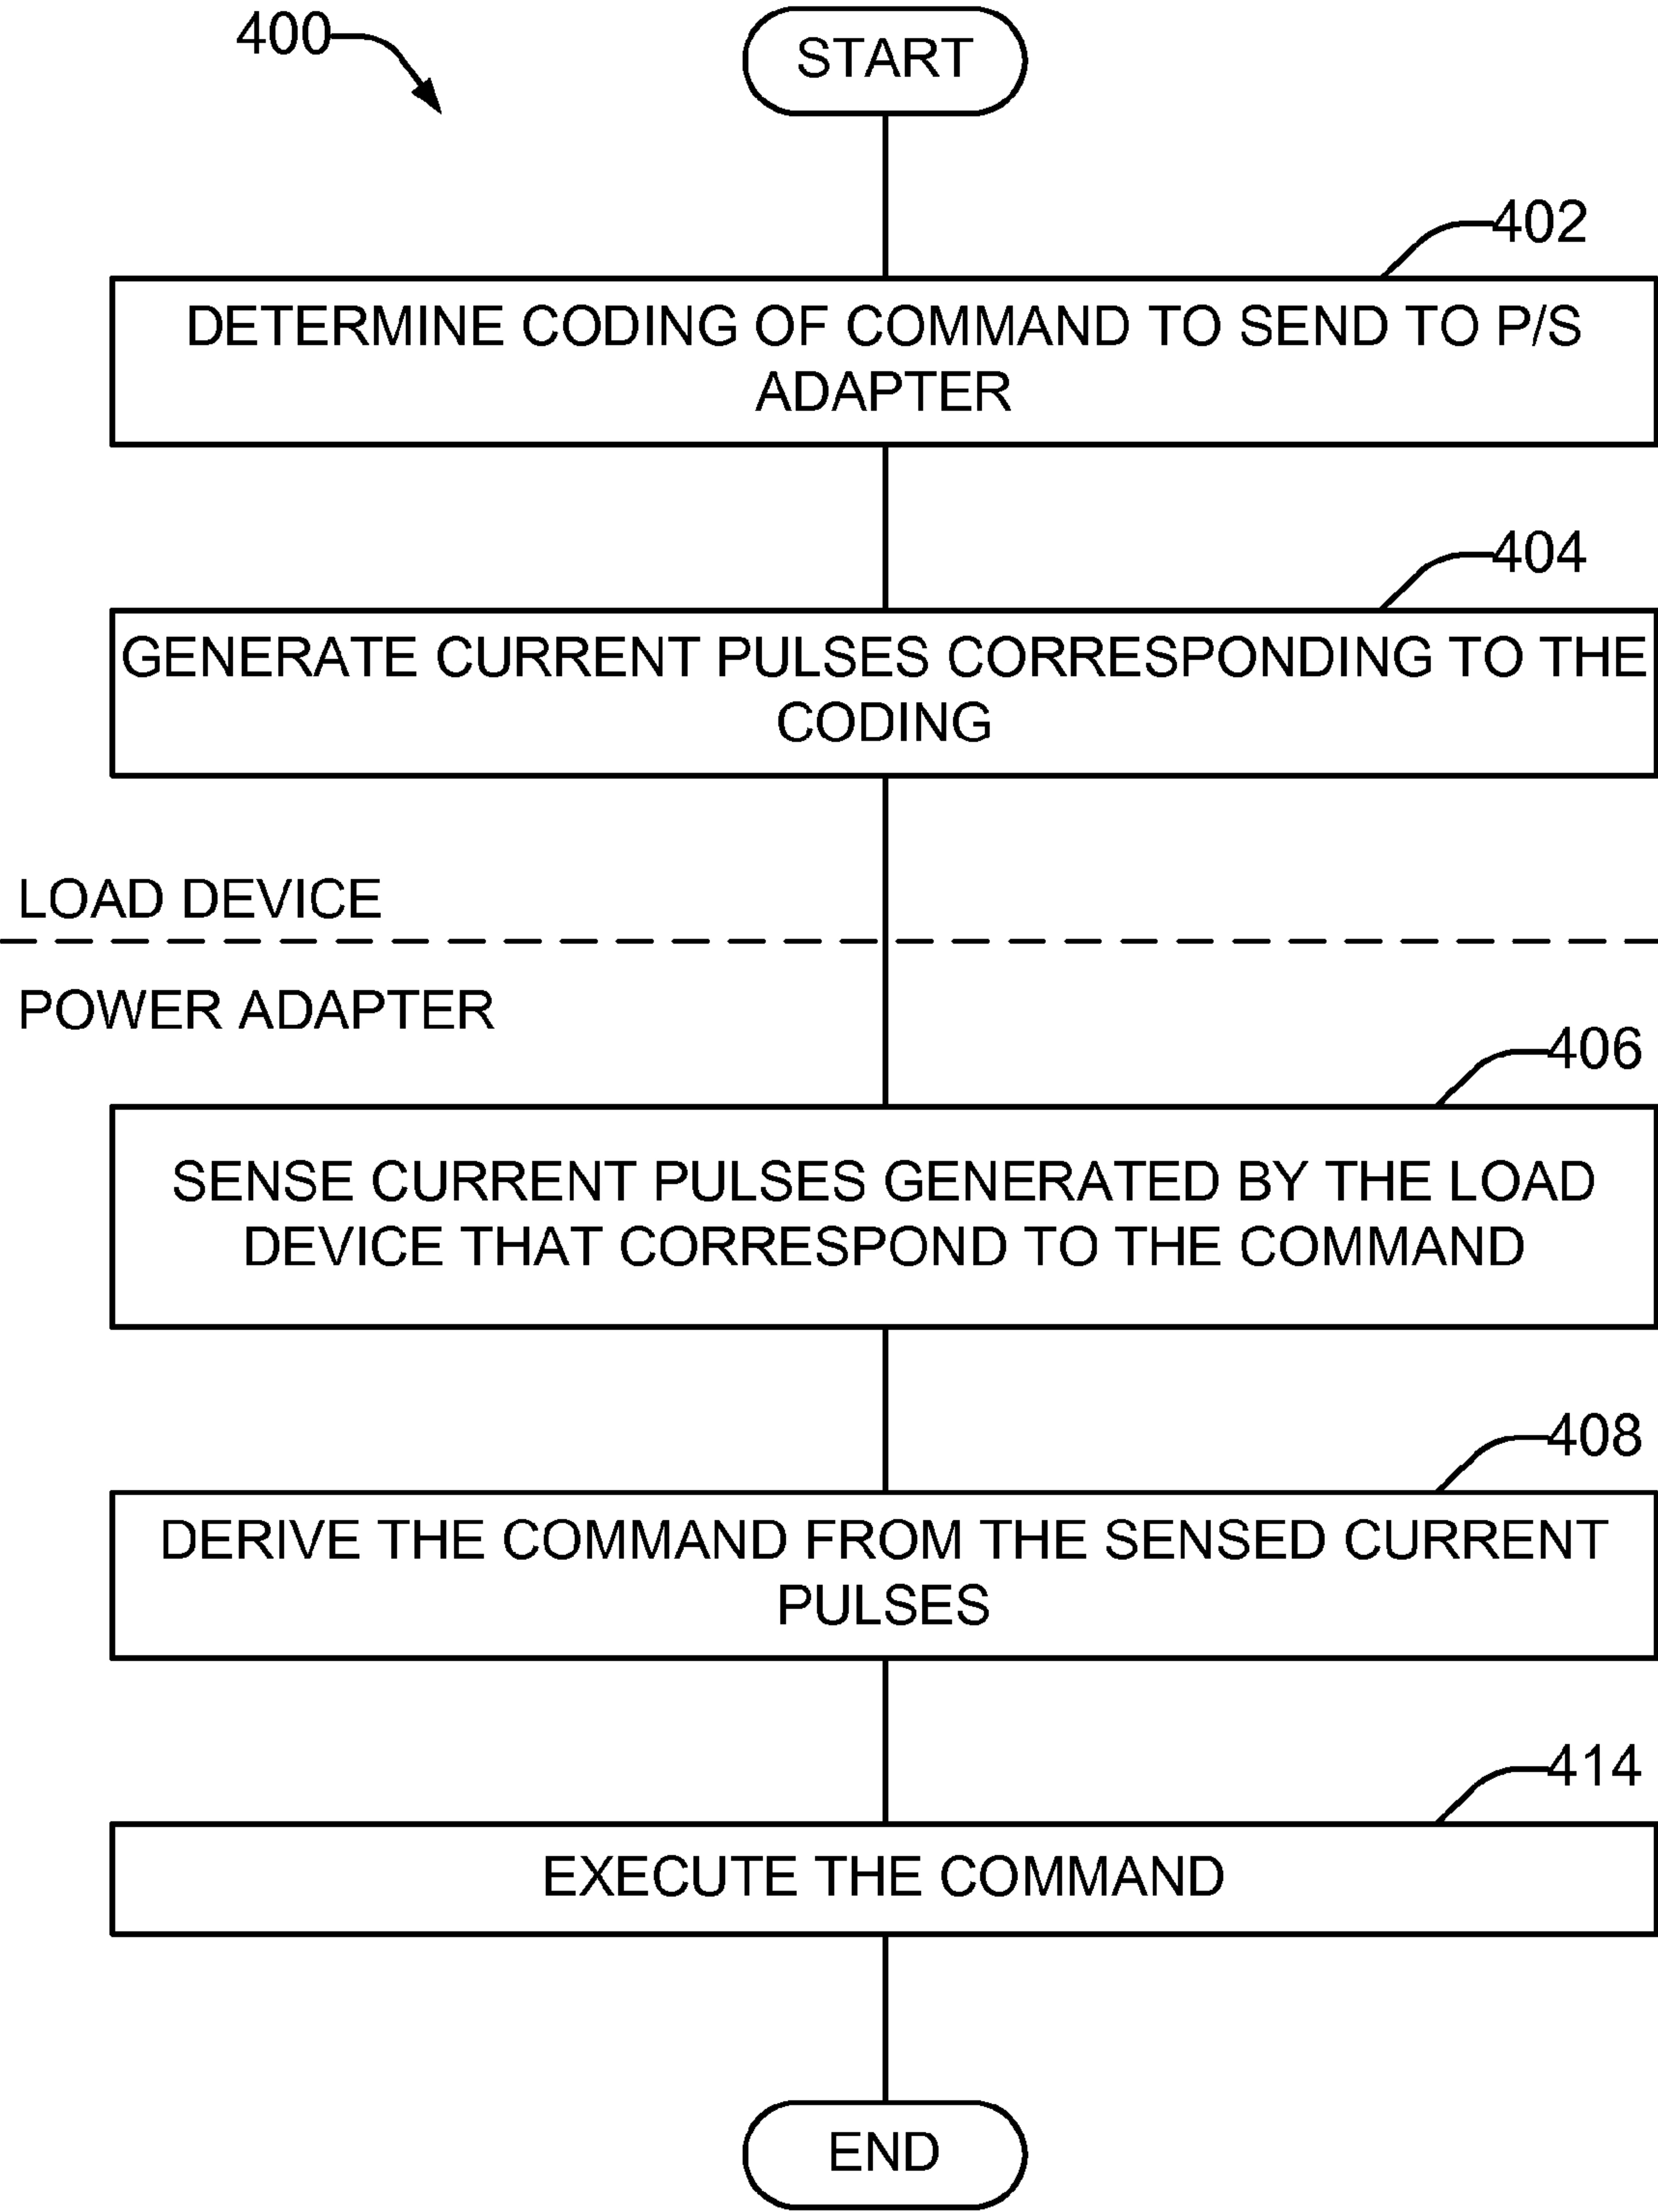 400
START
402
DETERMINE CODING OF COMMAND TO SEND TO P/S
ADAPTER
404
GENERATE CURRENT PULSES CORRESPONDING TO THE
CODING
LOAD DEVICE
POWER ADAPTER
406
SENSE CURRENT PULSES GENERATED BY THE LOAD
DEVICE THAT CORRESPOND TO THE COMMAND
408
DERIVE THE COMMAND FROM THE SENSED CURRENT
PULSES
414
EXECUTE THE COMMAND
END